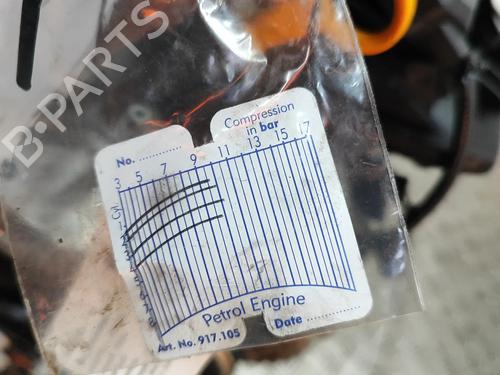 B-PARTS
Compression
in bar
No. ..............
3 5 7 9 11 13 15 17
Cyl.
1
2
3
4
5
6
7
8
Petrol Engine
Art. No. 917.105
Date ..................